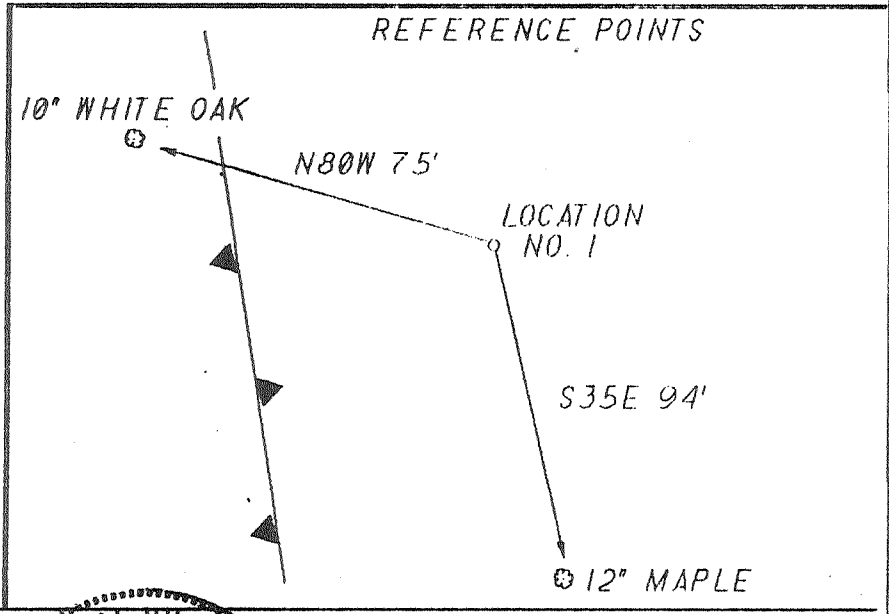 REFERENCE POINTS
10" WHITE OAK
N80W 75'
LOCATION
NO. 1
S35E 94'
12" MAPLE